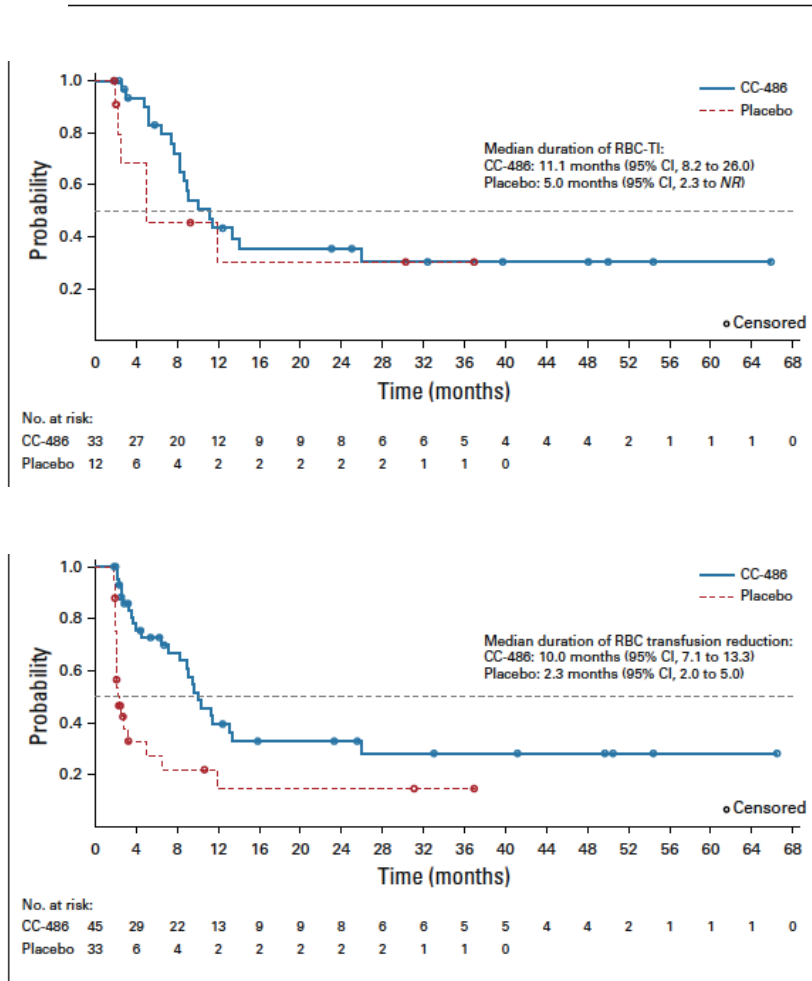 1.0
0.8
0.6
0.4
0.2
Probability
CC-486
Placebo
Median duration of RBC-TI:
CC-486: 11.1 months (95% CI, 8.2 to 26.0)
Placebo: 5.0 months (95% CI, 2.3 to NR)
Censored
0 4 8 12 16 20 24 28 32 36 40 44 48 52 56 60 64 68
Time (months)
No. at risk:
CC-486 33 27 20 12 9 9 8 6 6 5 4 4 4 2 1 1 1 0
Placebo 12 6 4 2 2 2 2 2 1 1 0
1.0
0.8
0.6
0.4
0.2
Probability
CC-486
Placebo
Median duration of RBC transfusion reduction:
CC-486: 10.0 months (95% CI, 7.1 to 13.3)
Placebo: 2.3 months (95% CI, 2.0 to 5.0)
Censored
0 4 8 12 16 20 24 28 32 36 40 44 48 52 56 60 64 68
Time (months)
No. at risk:
CC-486 45 29 22 13 9 9 8 6 6 5 5 4 4 2 1 1 1 0
Placebo 33 6 4 2 2 2 2 2 1 1 0